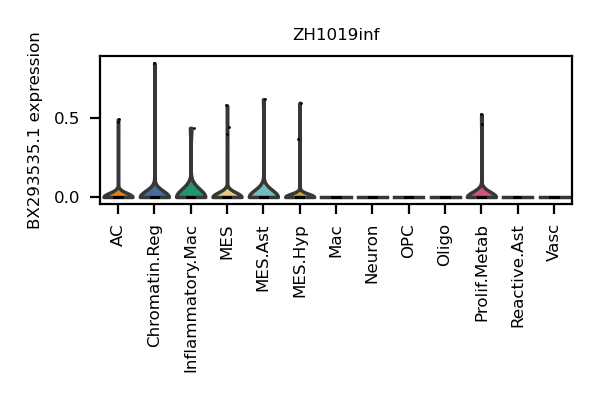 ZH1019inf
BX293535.1 expression
0.5
0.0
AC
Chromatin.Reg
Inflammatory.Mac
MES
MES.Ast
MES.Hyp
Mac
Neuron
OPC
Oligo
Prolif.Metab
Reactive.Ast
Vasc